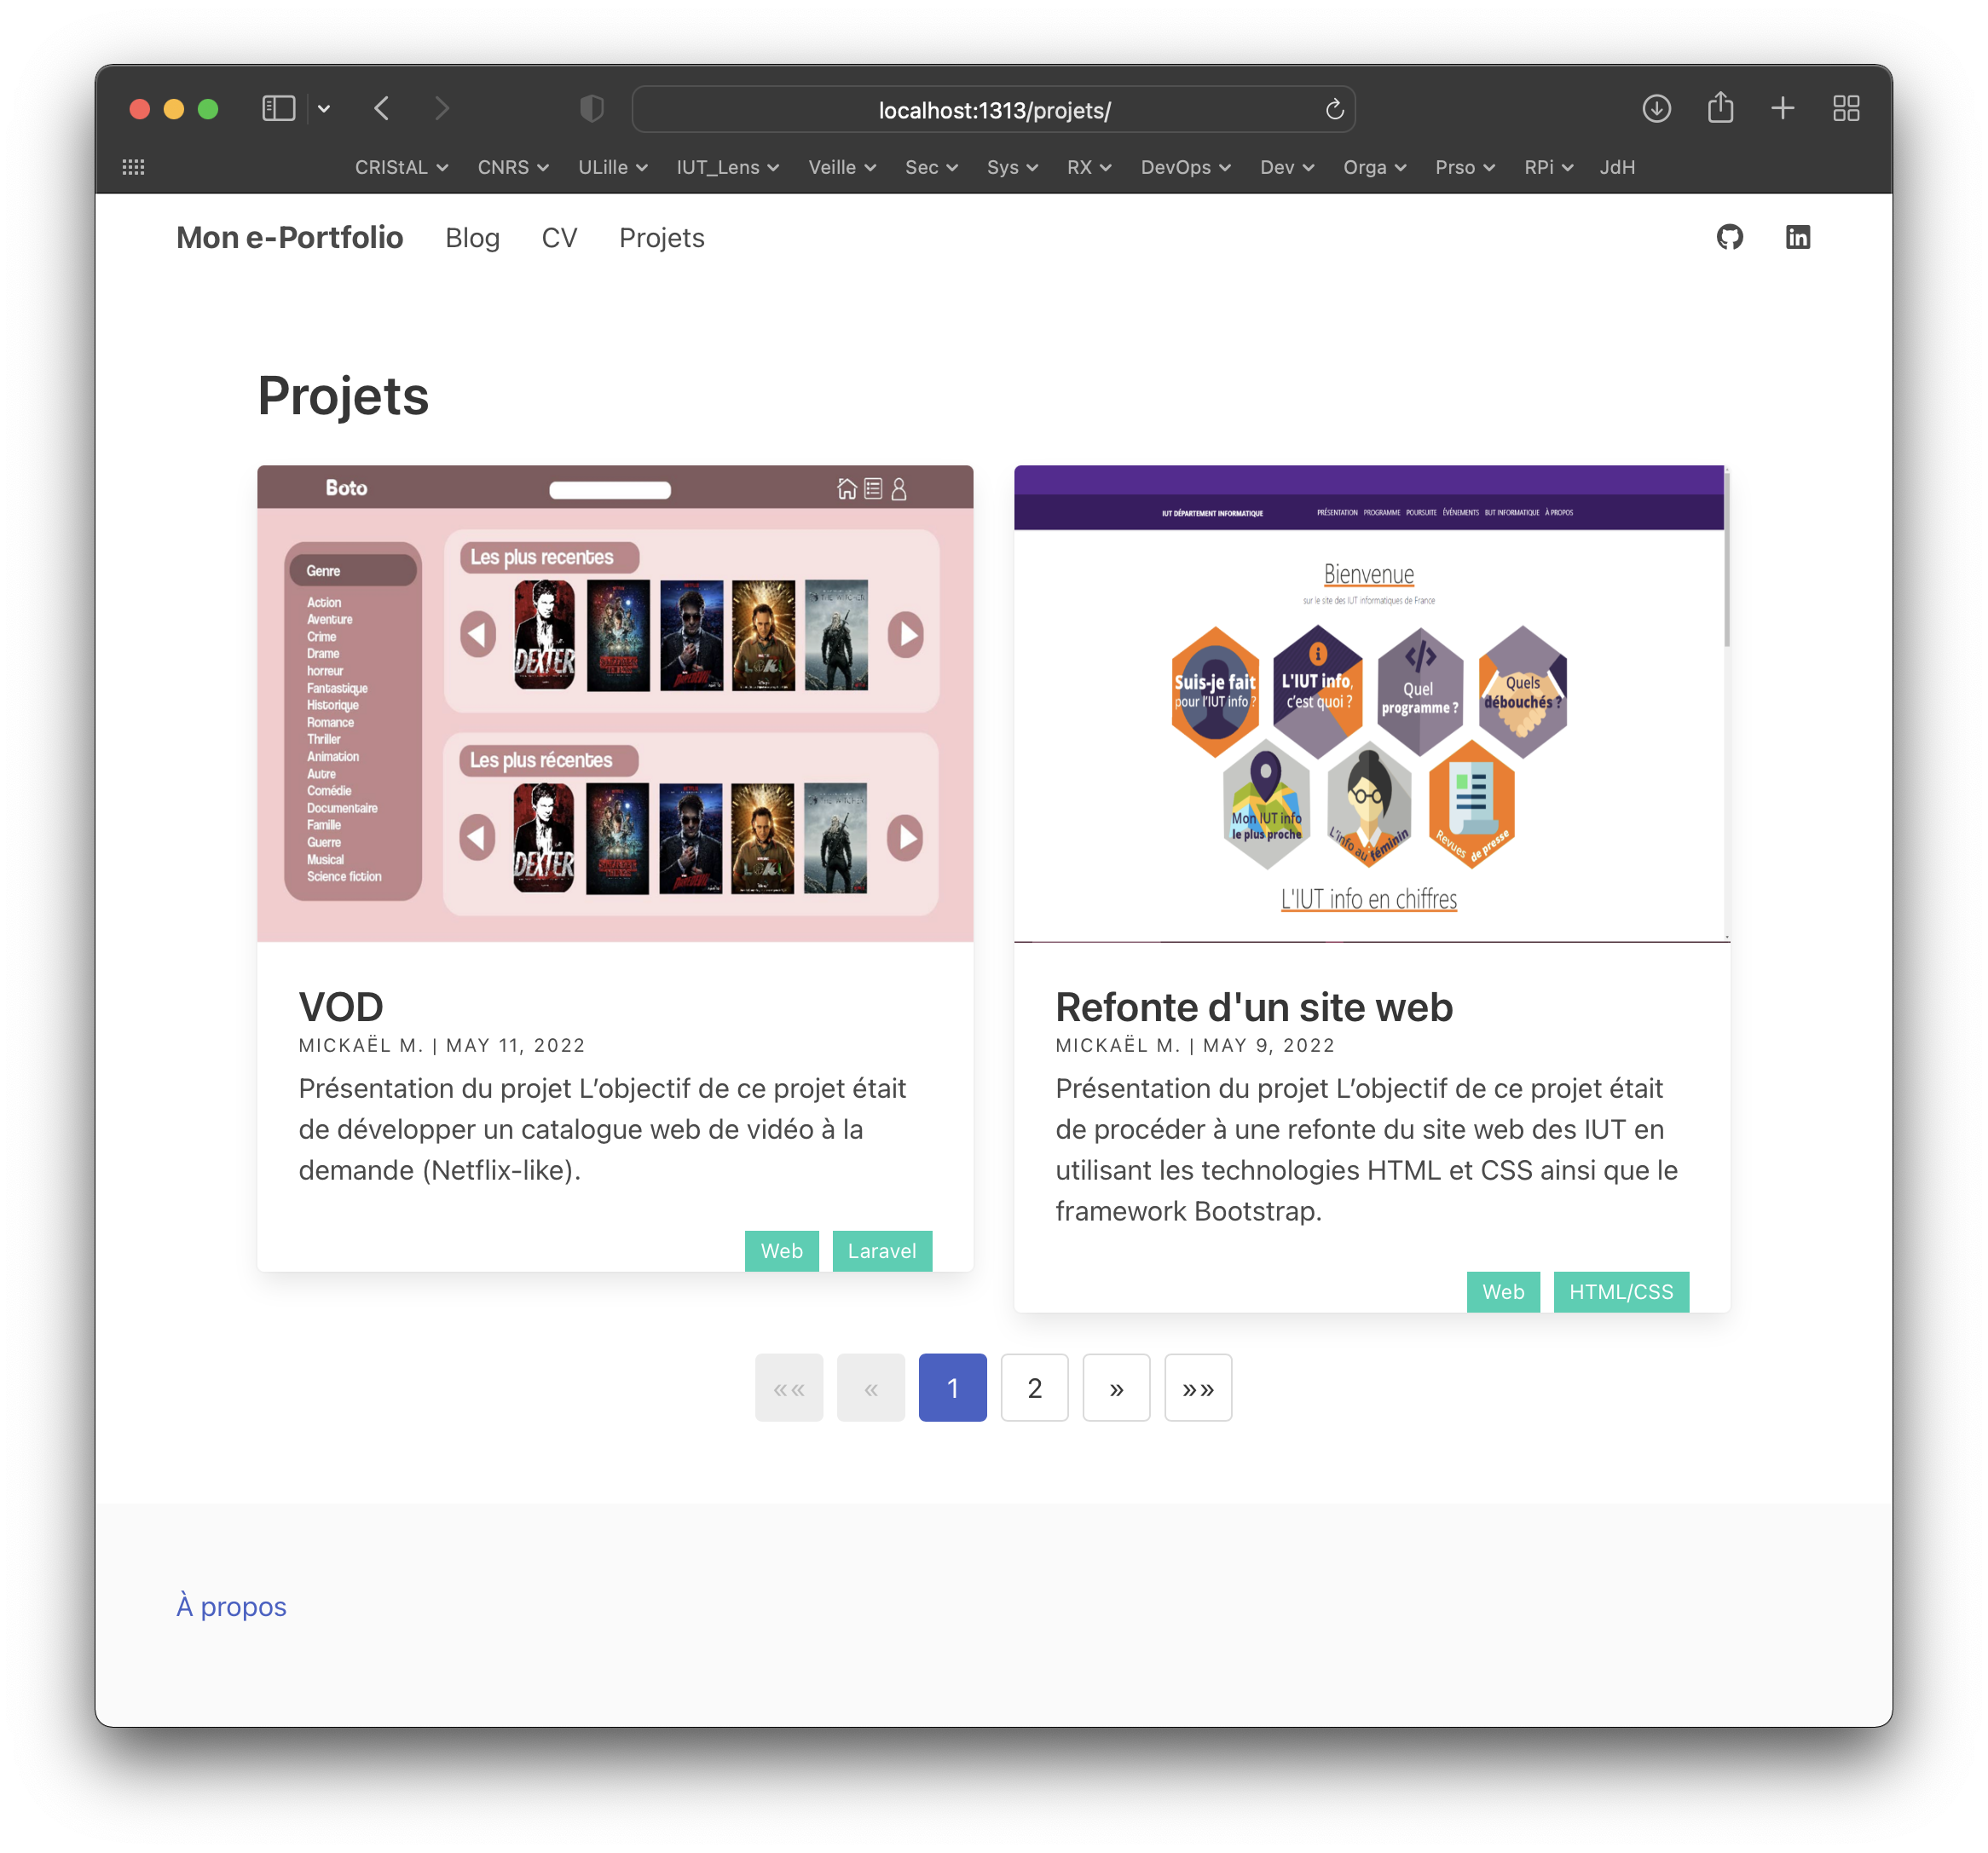 localhost:1313/projets/
CRIStAL CNRS ULille IUT_Lens Veille Sec Sys RX DevOps Dev Orga Prso RPi JdH
Mon e-Portfolio Blog CV Projets
Projets
Boto
Genre
Action
Aventure
Crime
Drame
horreur
Fantastique
Historique
Romance
Thriller
Animation
Autre
Comédie
Documentaire
Famille
Guerre
Musical
Science fiction
Les plus recentes
DEXTER
LOKI
Les plus récentes
DEXTER
LOKI
VOD
MICKAËL M. | MAY 11, 2022
Présentation du projet L’objectif de ce projet était
de développer un catalogue web de vidéo à la
demande (Netflix-like).
Web Laravel
IUT DÉPARTEMENT INFORMATIQUE PRÉSENTATION PROGRAMME POURSUITE ÉVÉNEMENTS BUT INFORMATIQUE À PROPOS
Bienvenue
sur le site des IUT informatiques de France
Suis-je fait
pour l'IUT info ?
L'IUT info,
c'est quoi ?
Quel
programme ?
Quels
débouchés ?
Mon IUT info
le plus proche
L'info au féminin
Revues de presse
L'IUT info en chiffres
Refonte d'un site web
MICKAËL M. | MAY 9, 2022
Présentation du projet L’objectif de ce projet était
de procéder à une refonte du site web des IUT en
utilisant les technologies HTML et CSS ainsi que le
framework Bootstrap.
Web HTML/CSS
«« « 1 2 » »»
À propos